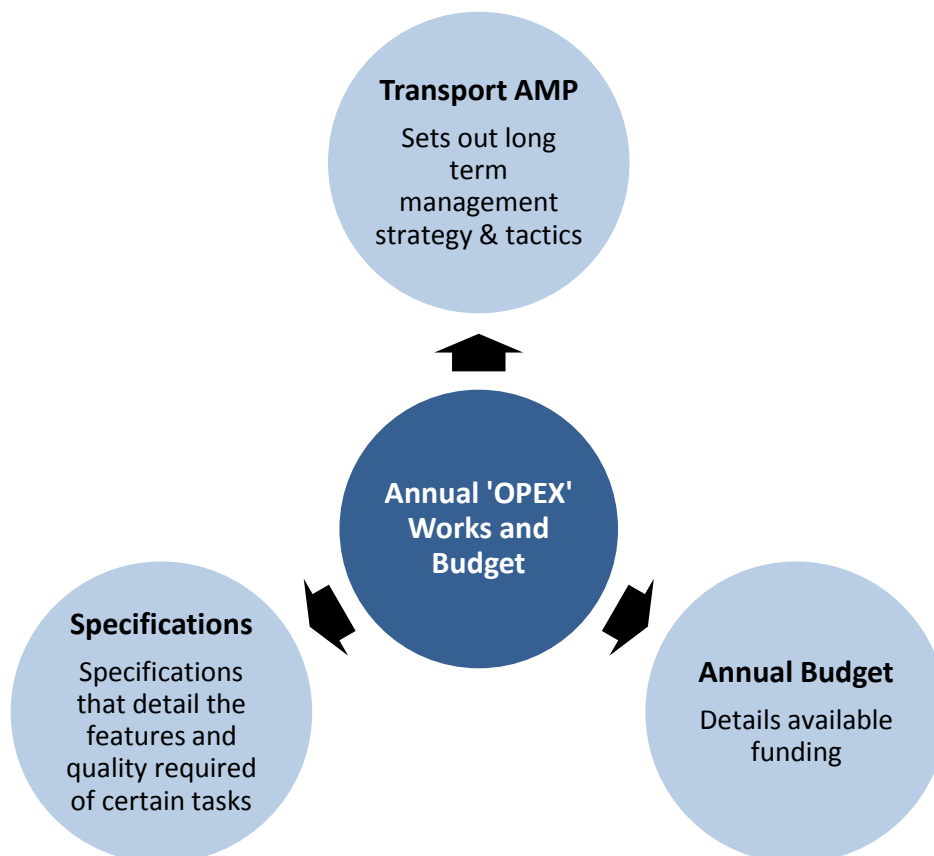 Transport AMP
Sets out long
term
management
strategy & tactics
Annual 'OPEX'
Works and
Budget
Specifications
Specifications
that detail the
features and
quality required
of certain tasks
Annual Budget
Details available
funding